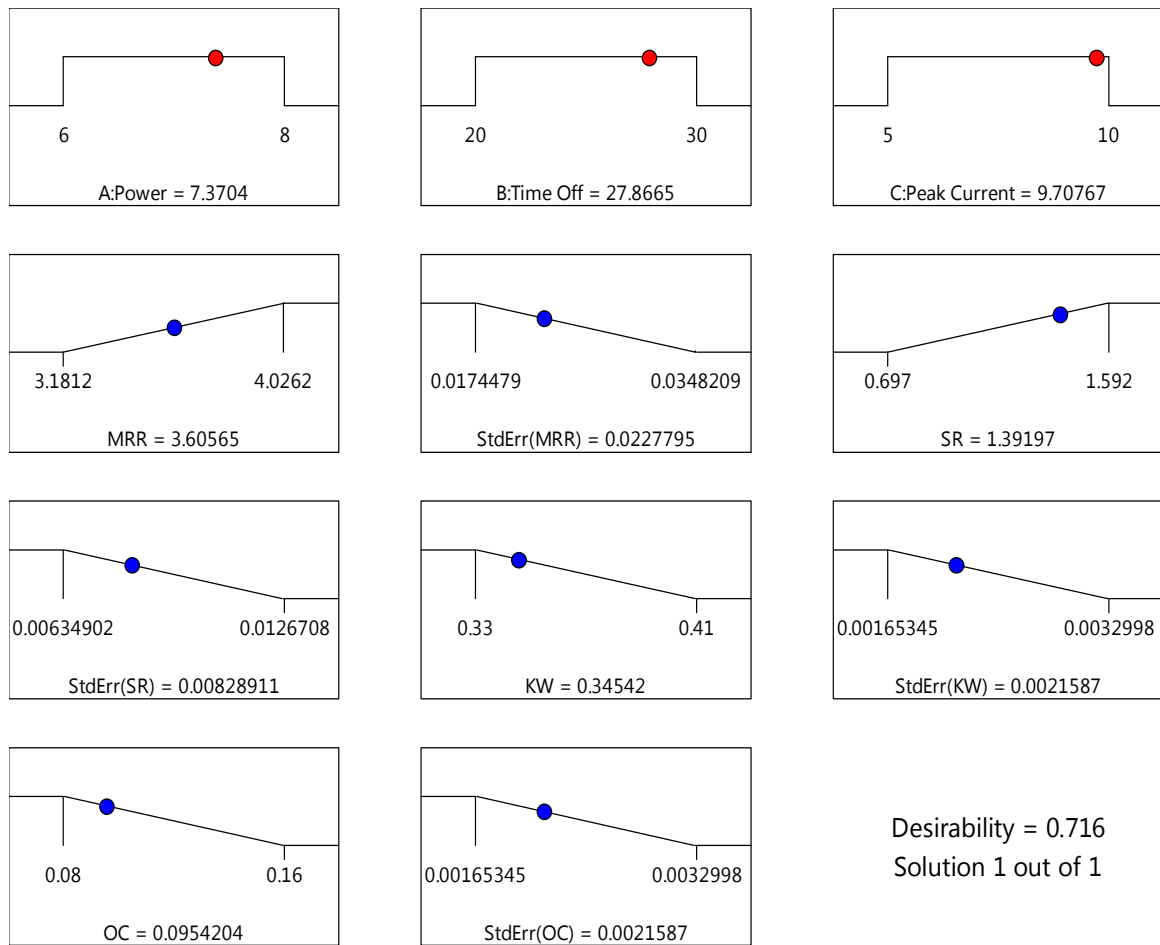 6 8
A:Power = 7.3704
20 30
B:Time Off = 27.8665
5 10
C:Peak Current = 9.70767
3.1812 4.0262
MRR = 3.60565
0.0174479 0.0348209
StdErr(MRR) = 0.0227795
0.697 1.592
SR = 1.39197
0.00634902 0.0126708
StdErr(SR) = 0.00828911
0.33 0.41
KW = 0.34542
0.00165345 0.0032998
StdErr(KW) = 0.0021587
0.08 0.16
OC = 0.0954204
0.00165345 0.0032998
StdErr(OC) = 0.0021587
Desirability = 0.716
Solution 1 out of 1